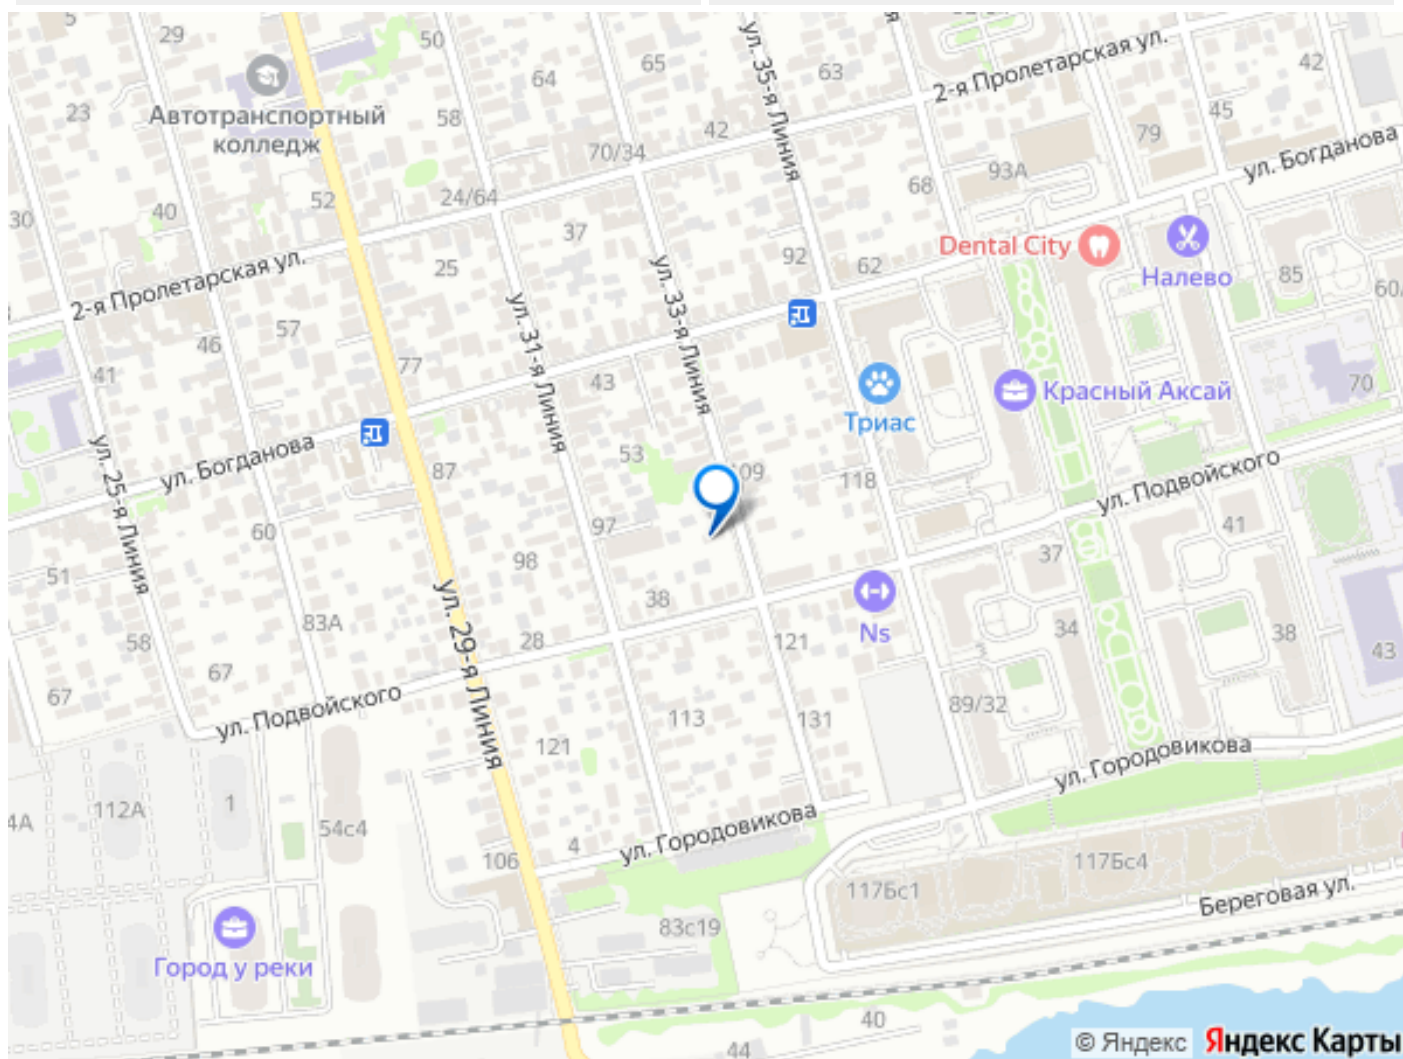 5
29
50
65
ул. 35-я Линия
63
2-я Пролетарская ул.
42
23
Автотранспортный
колледж
64
58
42
79
45
ул. Богданова
70/34
93А
30
40
52
24/64
68
37
92
62
Dental City
Налево
85
60/
2-я Пролетарская ул.
25
ул. 31-я Линия
ул. 33-я Линия
57
46
41
77
43
Триас
Красный Аксай
70
ул. 25-я Линия
ул. Богданова
87
53
109
118
ул. Подвойского
60
97
41
51
98
37
ул. 29-я Линия
38
Ns
83А
58
28
121
34
3
38
43
67
67
ул. Подвойского
113
131
89/32
121
ул. Городовикова
4А
112А
1
54с4
106
4
ул. Городовикова
117Бс1
117Бс4
Береговая ул.
83с19
Город у реки
40
44
© Яндекс
Яндекс Карты